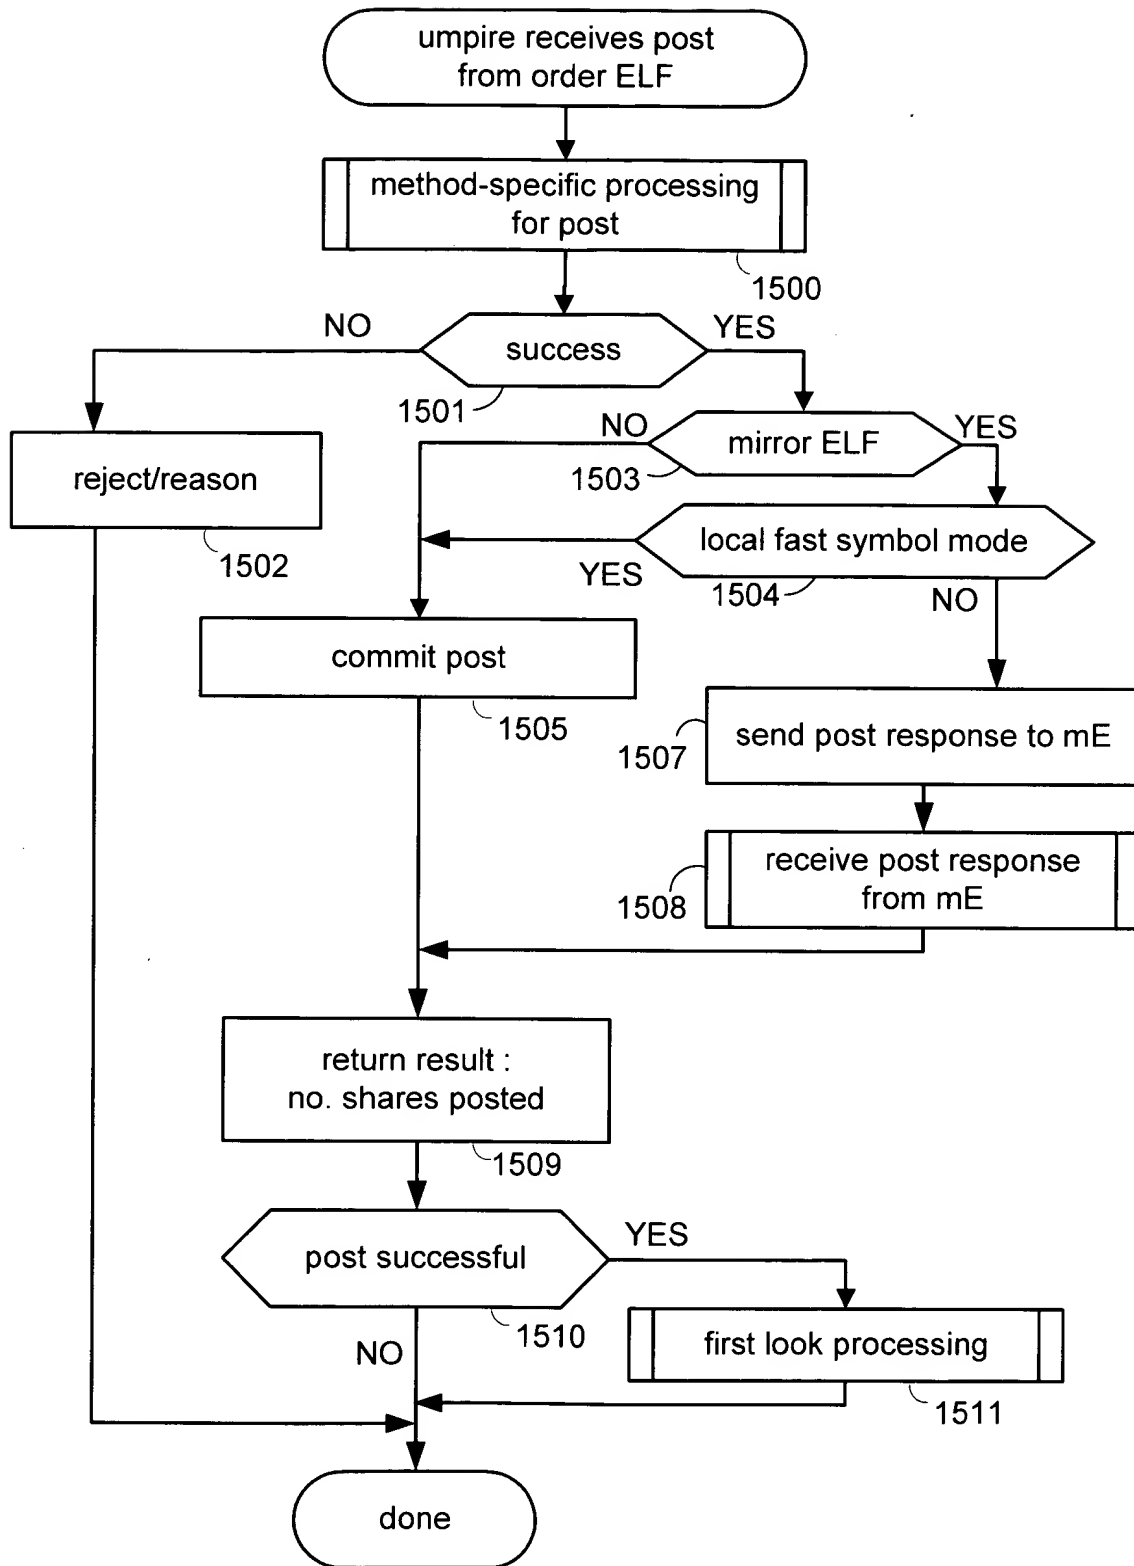 umpire receives post
from order ELF
method-specific processing
for post
1500
NO
YES
success
1501
NO
YES
mirror ELF
1503
reject/reason
1502
local fast symbol mode
YES
1504
NO
commit post
1505
send post response to mE
1507
receive post response
from mE
1508
return result :
no. shares posted
1509
YES
post successful
1510
NO
first look processing
1511
done